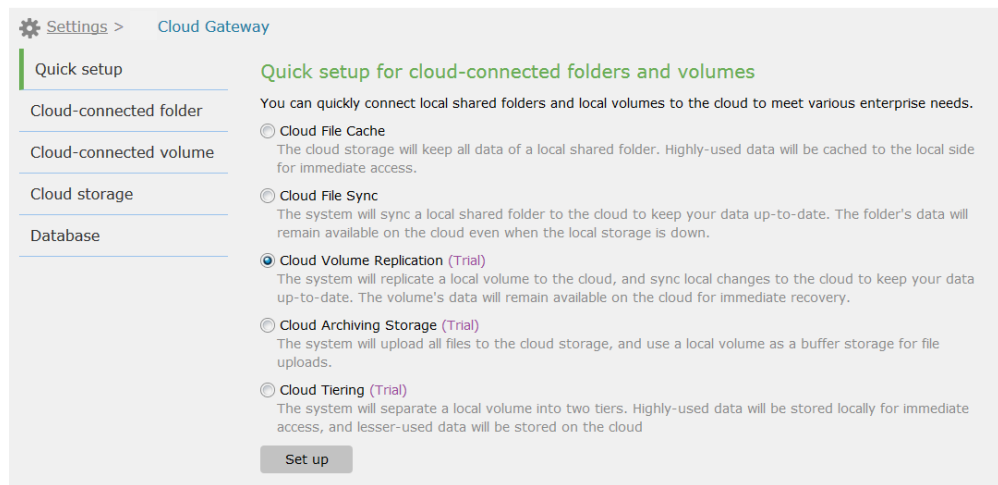 Settings > Cloud Gateway
Quick setup
Cloud-connected folder
Cloud-connected volume
Cloud storage
Database
Quick setup for cloud-connected folders and volumes
You can quickly connect local shared folders and local volumes to the cloud to meet various enterprise needs.
Cloud File Cache
The cloud storage will keep all data of a local shared folder. Highly-used data will be cached to the local side
for immediate access.
Cloud File Sync
The system will sync a local shared folder to the cloud to keep your data up-to-date. The folder's data will
remain available on the cloud even when the local storage is down.
Cloud Volume Replication (Trial)
The system will replicate a local volume to the cloud, and sync local changes to the cloud to keep your data
up-to-date. The volume's data will remain available on the cloud for immediate recovery.
Cloud Archiving Storage (Trial)
The system will upload all files to the cloud storage, and use a local volume as a buffer storage for file
uploads.
Cloud Tiering (Trial)
The system will separate a local volume into two tiers. Highly-used data will be stored locally for immediate
access, and lesser-used data will be stored on the cloud
Set up